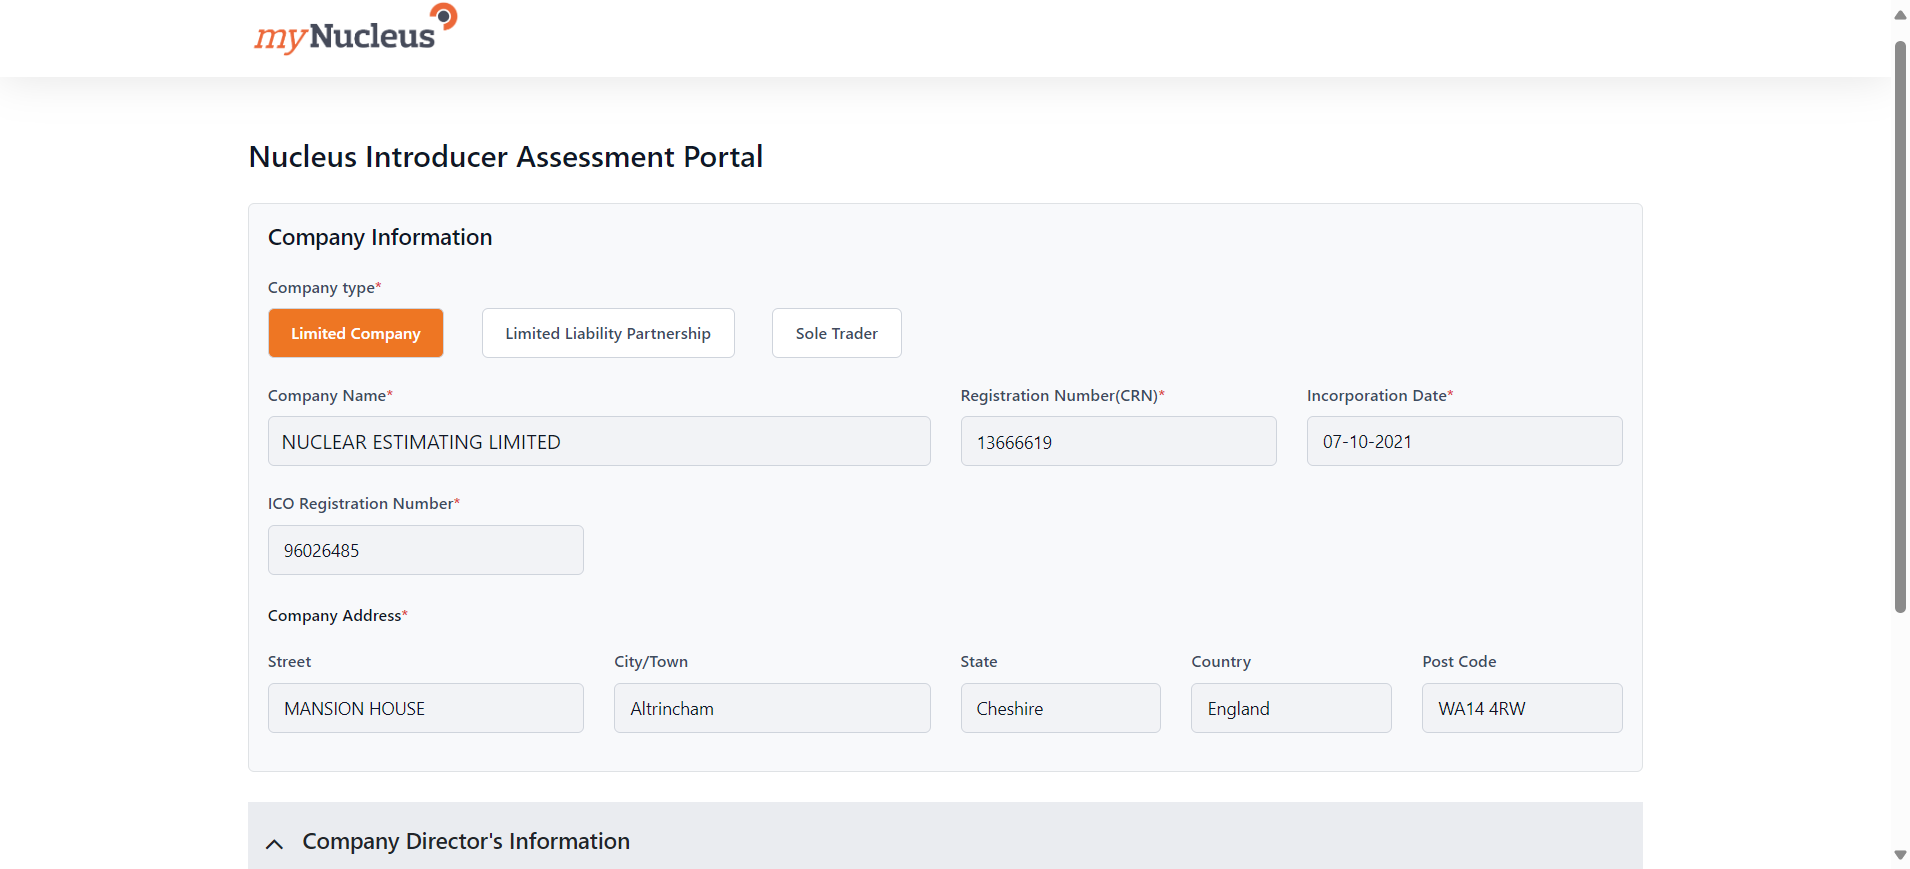 myNucleus
Nucleus Introducer Assessment Portal
Company Information
Company type*
Limited Company Limited Liability Partnership Sole Trader
Company Name* Registration Number(CRN)* Incorporation Date*
NUCLEAR ESTIMATING LIMITED 13666619 07-10-2021
ICO Registration Number*
96026485
Company Address*
Street City/Town State Country Post Code
MANSION HOUSE Altrincham Cheshire England WA14 4RW
Company Director's Information